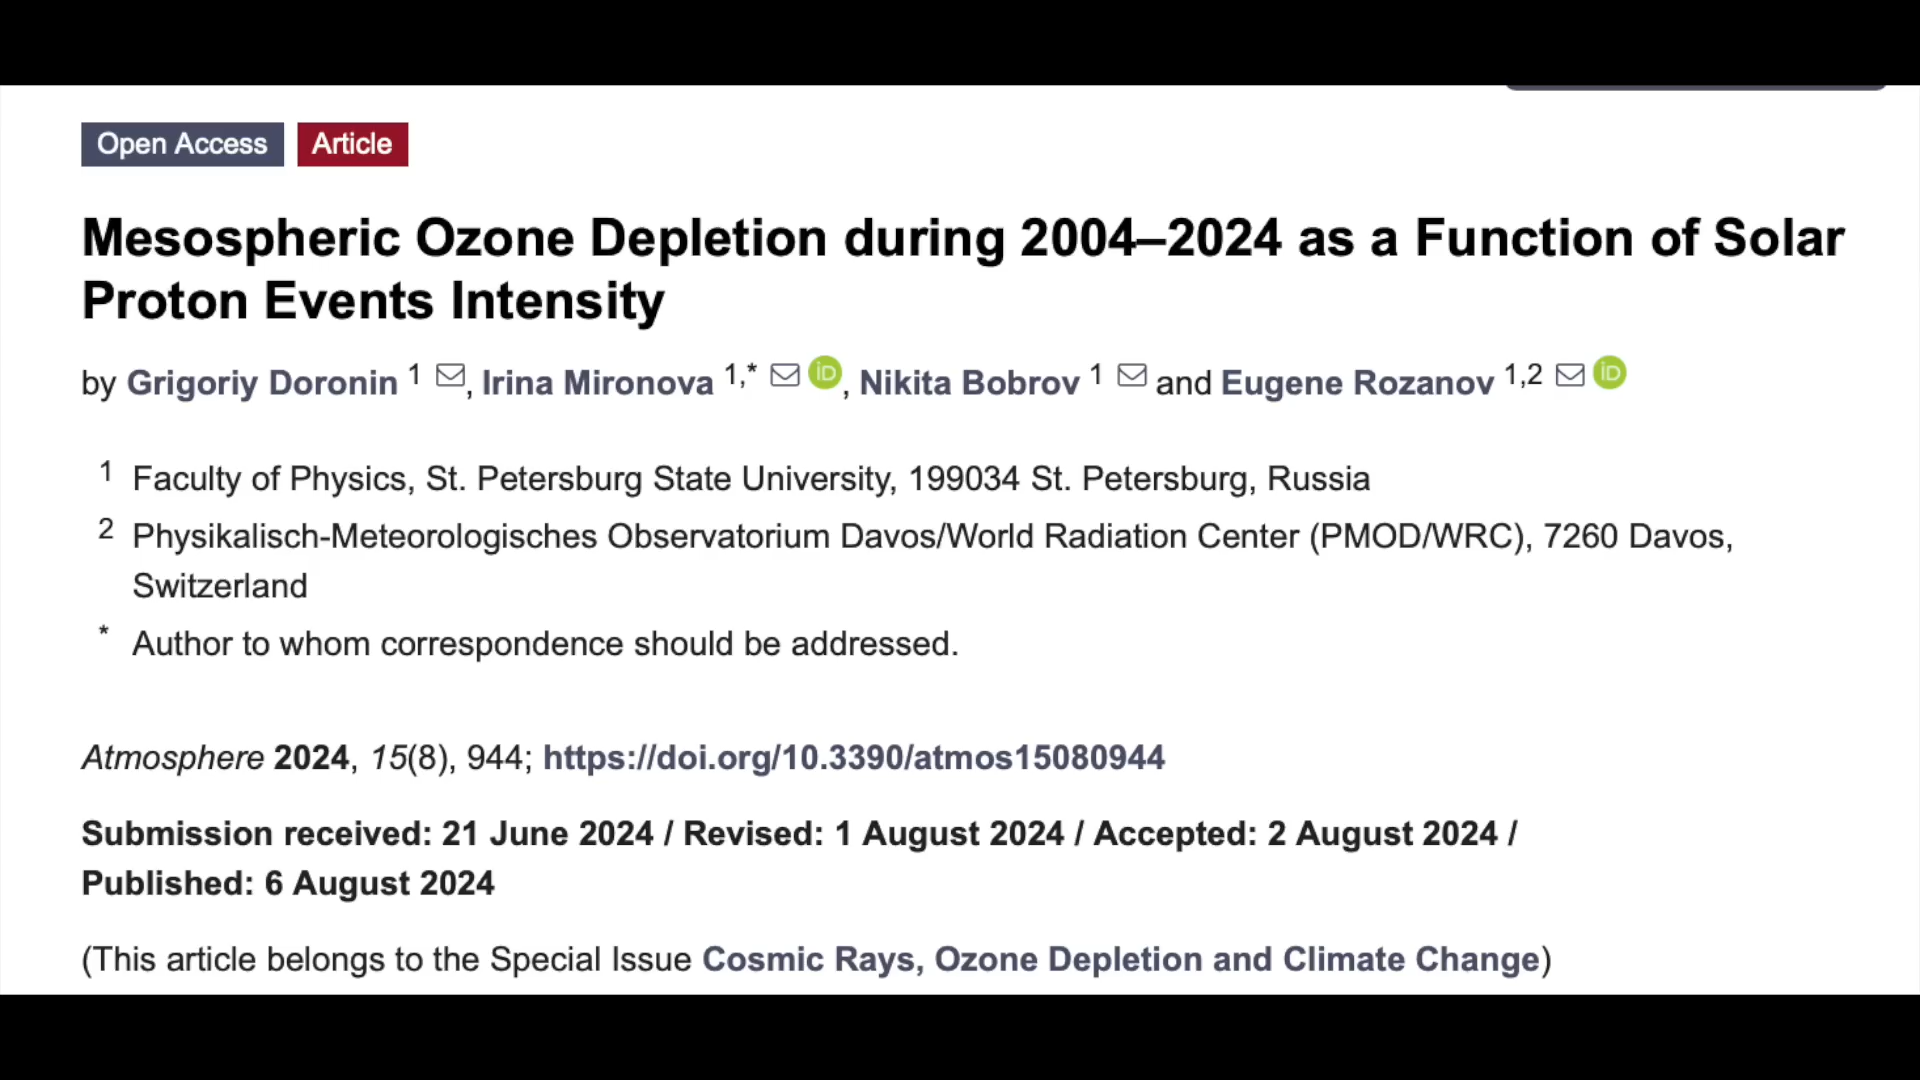 Open Access Article
Mesospheric Ozone Depletion during 2004–2024 as a Function of Solar
Proton Events Intensity
by Grigoriy Doronin 1, Irina Mironova 1,* iD, Nikita Bobrov 1 and Eugene Rozanov 1,2 iD
1 Faculty of Physics, St. Petersburg State University, 199034 St. Petersburg, Russia
2 Physikalisch-Meteorologisches Observatorium Davos/World Radiation Center (PMOD/WRC), 7260 Davos,
Switzerland
* Author to whom correspondence should be addressed.
Atmosphere 2024, 15(8), 944; https://doi.org/10.3390/atmos15080944
Submission received: 21 June 2024 / Revised: 1 August 2024 / Accepted: 2 August 2024 /
Published: 6 August 2024
(This article belongs to the Special Issue Cosmic Rays, Ozone Depletion and Climate Change)